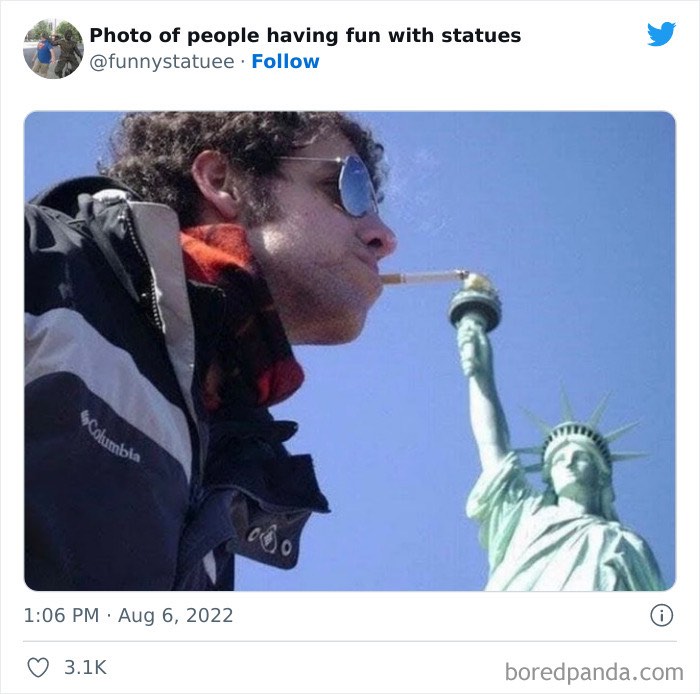 Photo of people having fun with statues
@funnystatuee · Follow
Columbia
1:06 PM · Aug 6, 2022
3.1K
boredpanda.com